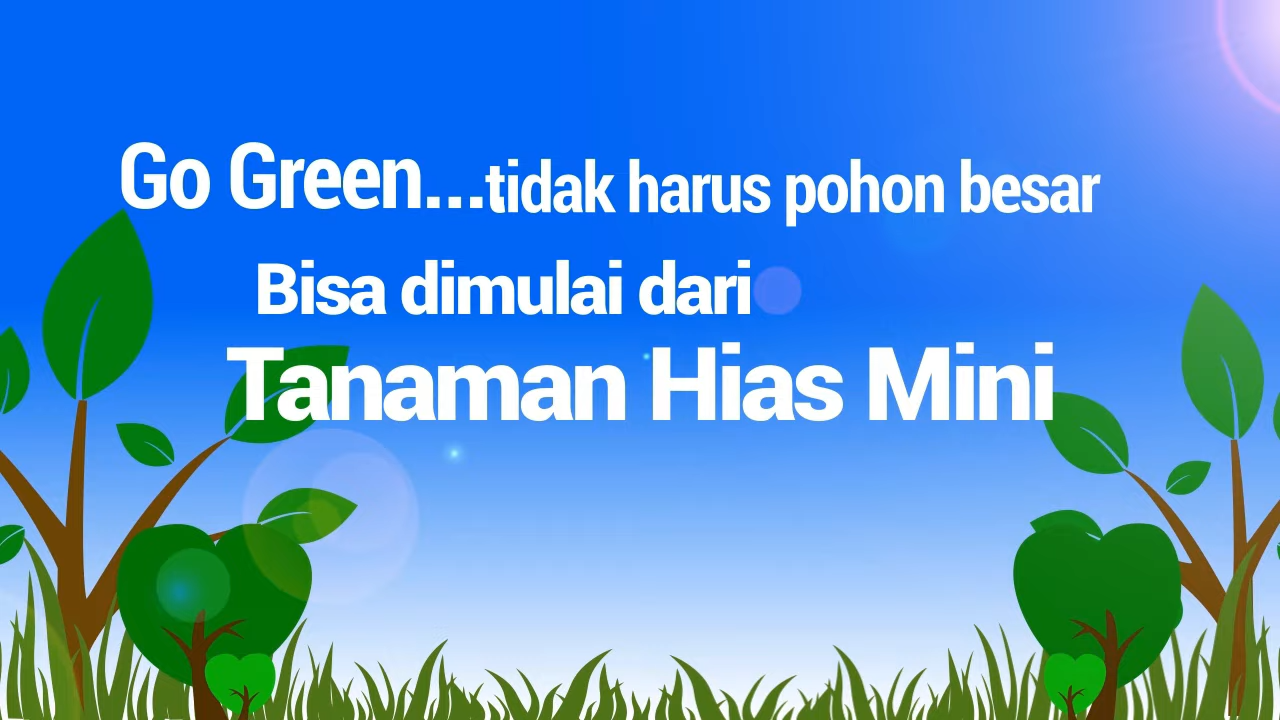 Go Green...tidak harus pohon besar
Bisa dimulai dari
Tanaman Hias Mini